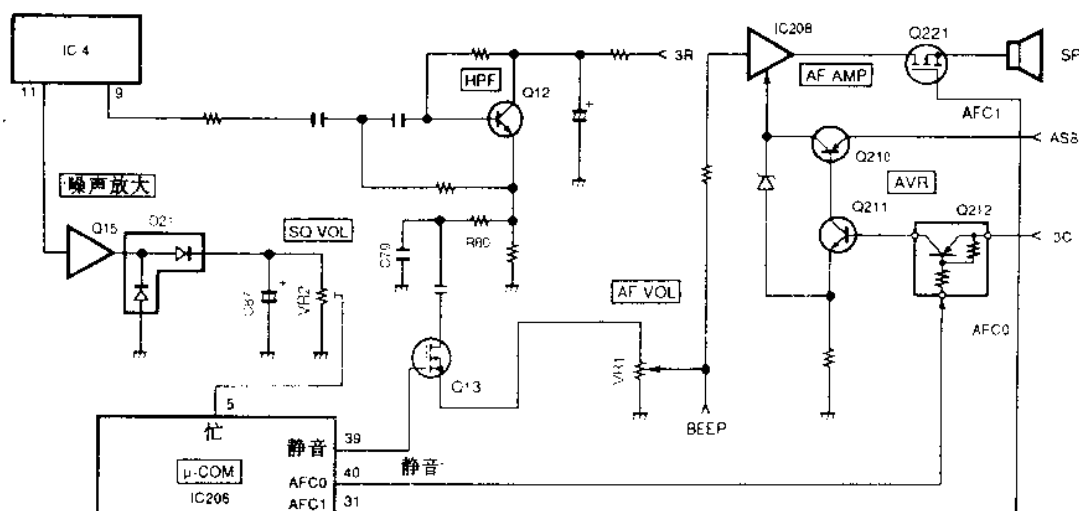 IC 4
11
9
HPF
Q12
3R
IC208
AF AMP
Q221
SP
AFC1
AS8
Q210
AVR
Q211
Q212
3C
AFC0
噪声放大
Q15
D21
SQ VOL
C87
VR2
C79
R80
AF VOL
VR1
Q13
BEEP
5
忙
静音
39
静音
µ-COM
IC206
AFC0
40
AFC1
31